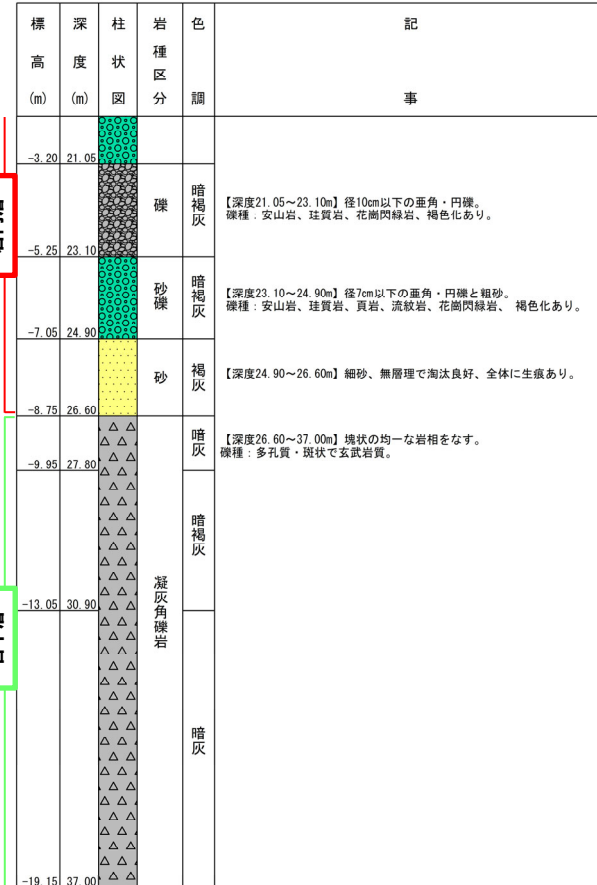 標高(m) 深度(m) 柱状図 岩種区分 色調 記事
-3.20 21.05
礫 暗褐灰 【深度21.05～23.10m】径10cm以下の亜角・円礫。
礫種：安山岩、珪質岩、花崗閃緑岩、褐色化あり。
-5.25 23.10
砂礫 暗褐灰 【深度23.10～24.90m】径7cm以下の亜角・円礫と粗砂。
礫種：安山岩、珪質岩、頁岩、流紋岩、花崗閃緑岩、 褐色化あり。
-7.05 24.90
砂 褐灰 【深度24.90～26.60m】細砂、無層理で淘汰良好、全体に生痕あり。
-8.75 26.60
暗灰 【深度26.60～37.00m】塊状の均一な岩相をなす。
礫種：多孔質・斑状で玄武岩質。
-9.95 27.80
暗褐灰
凝灰角礫岩
-13.05 30.90
暗灰
-19.15 37.00